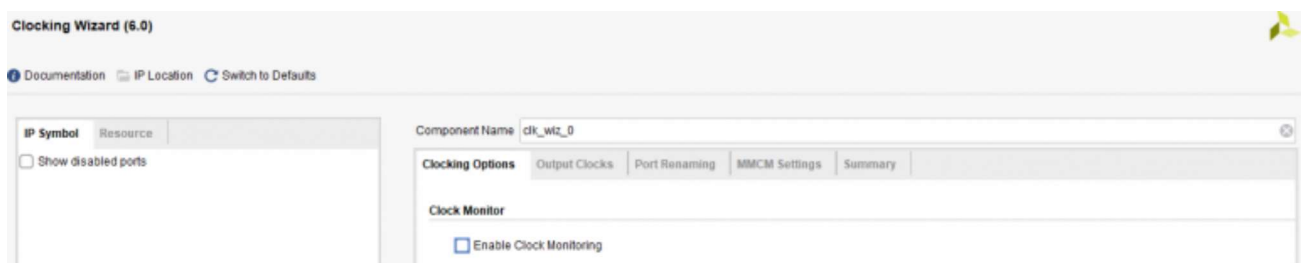 Clocking Wizard (6.0)
Documentation IP Location Switch to Defaults
IP Symbol Resource
Show disabled ports
Component Name clk_wiz_0
Clocking Options Output Clocks Port Renaming MMCM Settings Summary
Clock Monitor
Enable Clock Monitoring